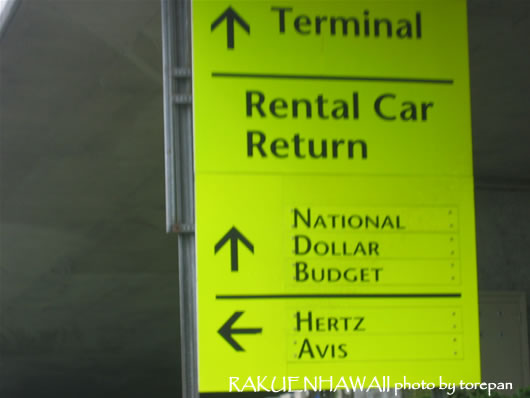 Terminal
Rental Car
Return
NATIONAL
DOLLAR
BUDGET
HERTZ
AVIS
RAKUENHAWAII photo by torepan